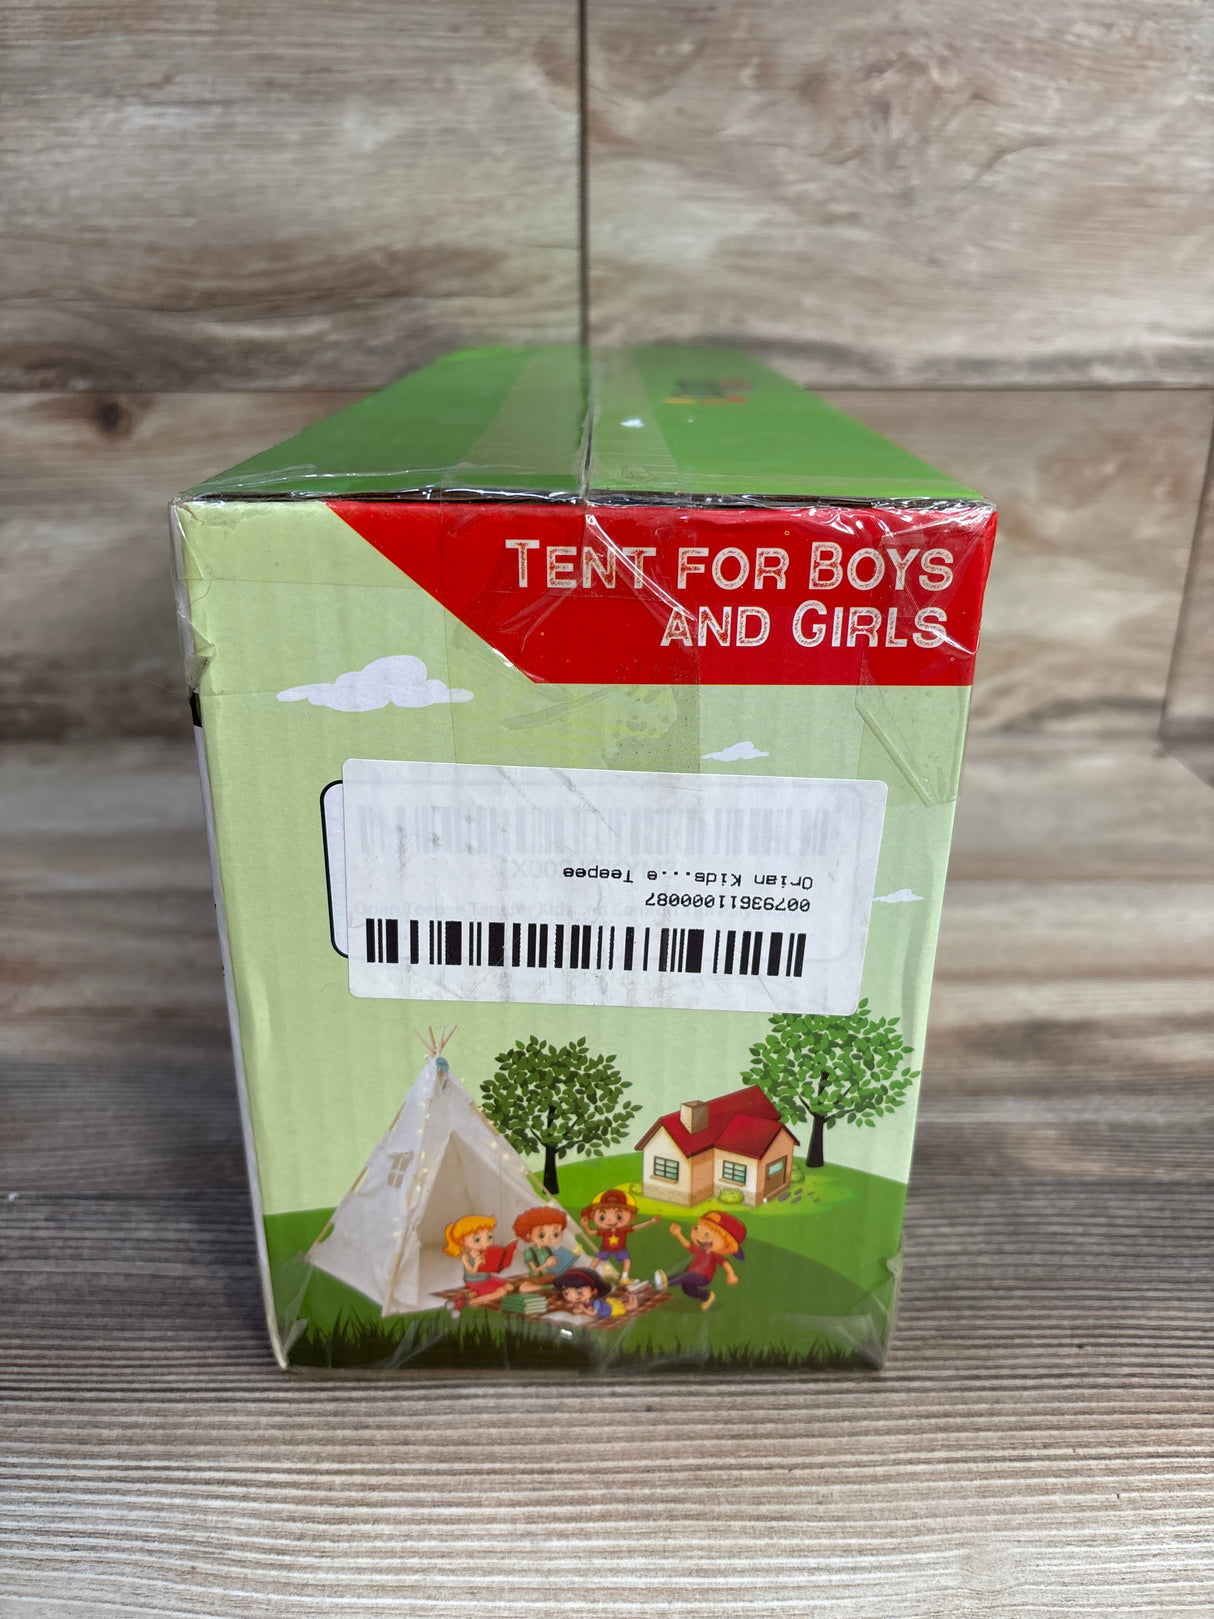 TENT FOR BOYS
AND GIRLS
00793611000087
Orian Kids...e Teepee